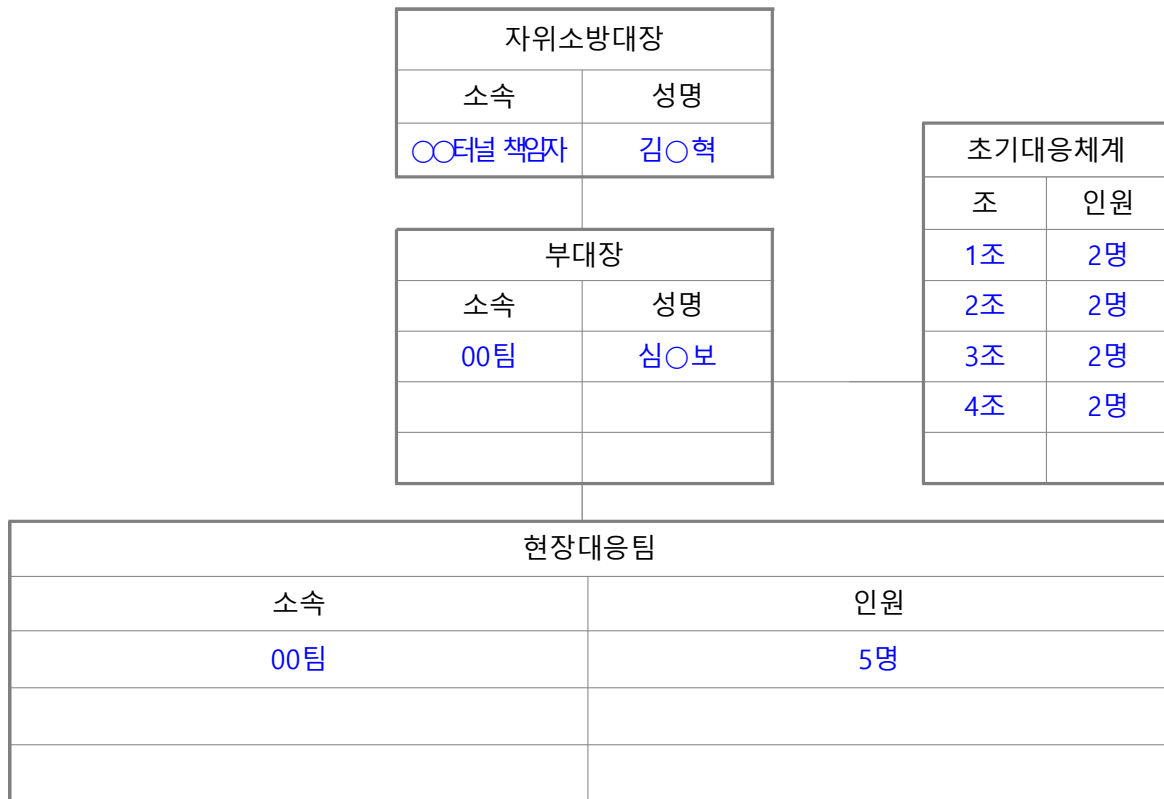 자위소방대장
소속 성명
○○터널 책임자 김○혁
초기대응체계
조 인원
1조 2명
2조 2명
3조 2명
4조 2명
부대장
소속 성명
00팀 심○보
현장대응팀
소속 인원
00팀 5명